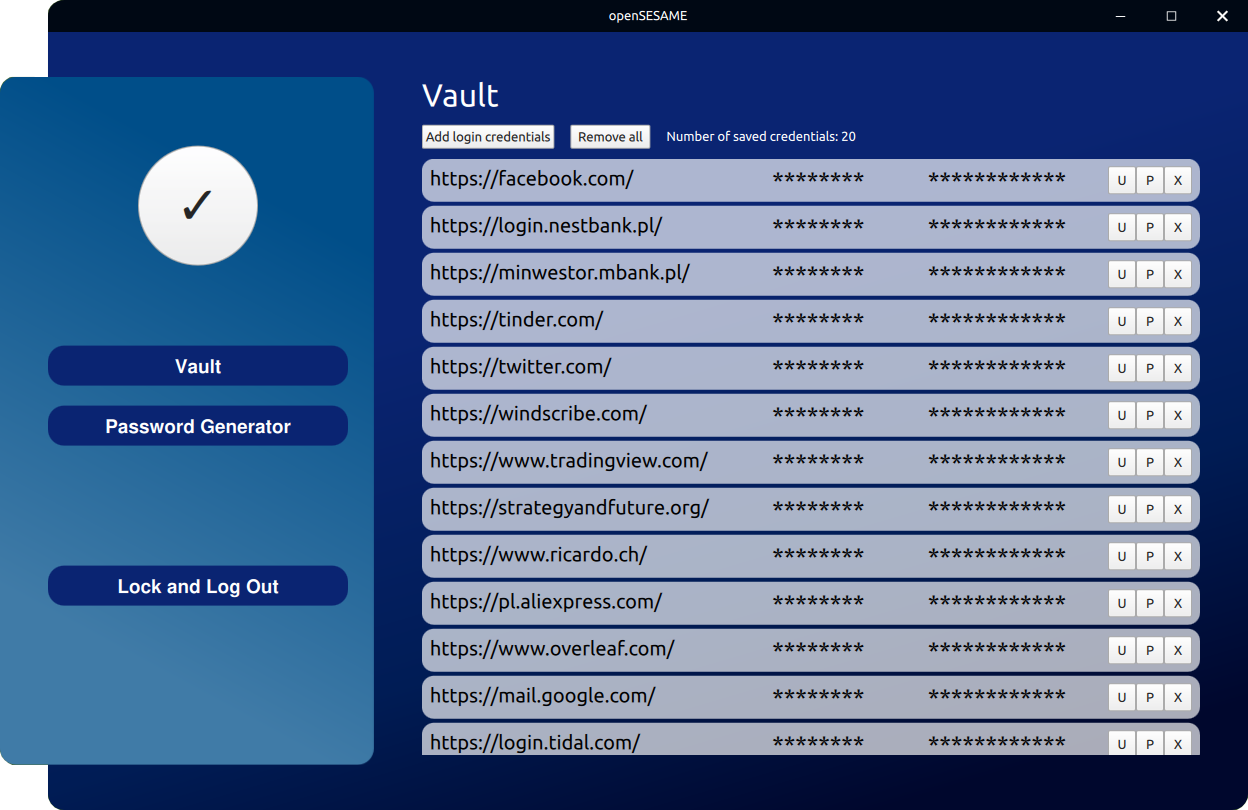 openSESAME
Vault
Add login credentials Remove all Number of saved credentials: 20
https://facebook.com/ ******** ************ U P X
https://login.nestbank.pl/ ******** ************ U P X
https://minwestor.mbank.pl/ ******** ************ U P X
https://tinder.com/ ******** ************ U P X
https://twitter.com/ ******** ************ U P X
https://windscribe.com/ ******** ************ U P X
https://www.tradingview.com/ ******** ************ U P X
https://strategyandfuture.org/ ******** ************ U P X
https://www.ricardo.ch/ ******** ************ U P X
https://pl.aliexpress.com/ ******** ************ U P X
https://www.overleaf.com/ ******** ************ U P X
https://mail.google.com/ ******** ************ U P X
https://login.tidal.com/ ******** ************ U P X
Vault
Password Generator
Lock and Log Out